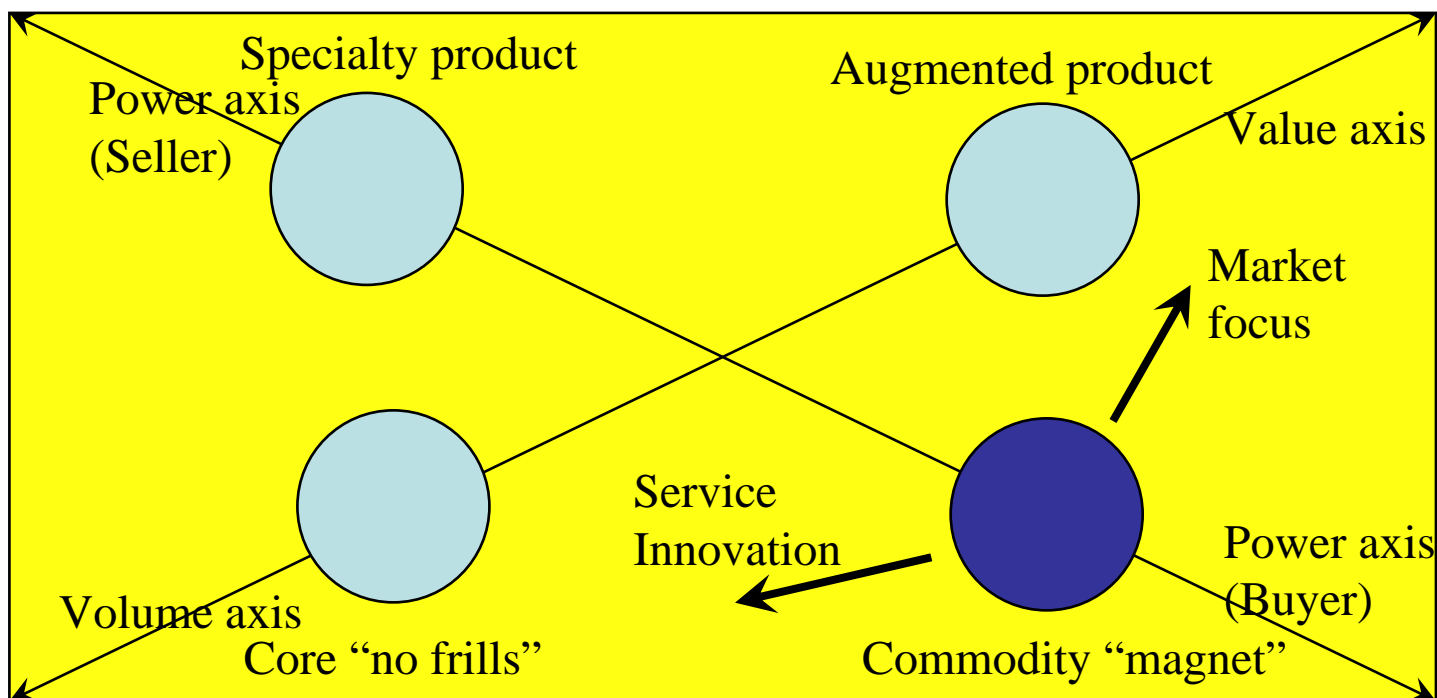 Specialty product
Augmented product
Power axis
(Seller)
Value axis
Market
focus
Service
Innovation
Power axis
(Buyer)
Volume axis
Core “no frills”
Commodity “magnet”